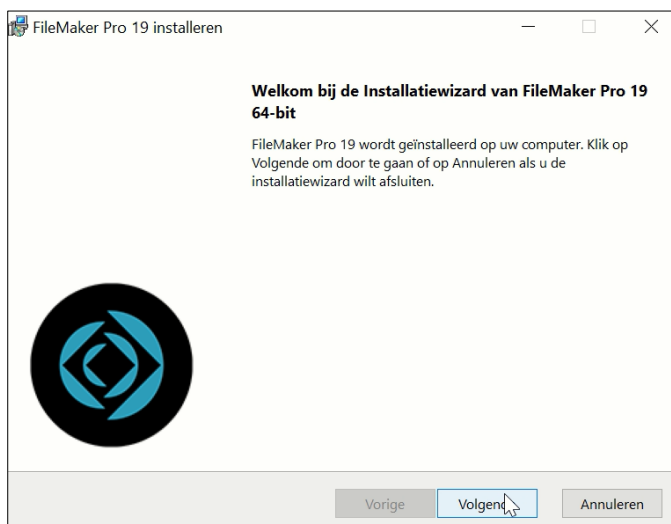 FileMaker Pro 19 installeren
Welkom bij de Installatiewizard van FileMaker Pro 19
64-bit
FileMaker Pro 19 wordt geïnstalleerd op uw computer. Klik op
Volgende om door te gaan of op Annuleren als u de
installatiewizard wilt afsluiten.
Vorige
Volgende
Annuleren